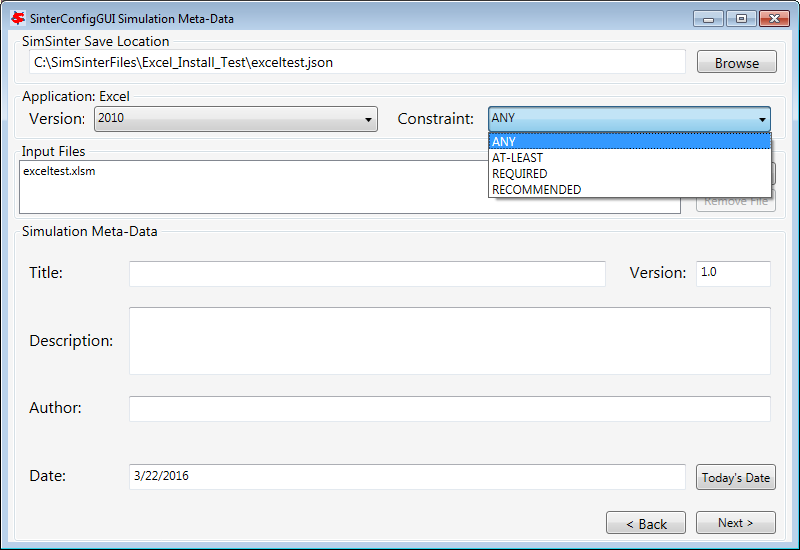 SinterConfigGUI Simulation Meta-Data
SimSinter Save Location
C:\SimSinterFiles\Excel_Install_Test\exceltest.json
Browse
Application: Excel
Version:
2010
Constraint:
ANY
ANY
AT-LEAST
REQUIRED
RECOMMENDED
Input Files
exceltest.xlsm
Remove File
Simulation Meta-Data
Title:
Version:
1.0
Description:
Author:
Date:
3/22/2016
Today's Date
< Back
Next >